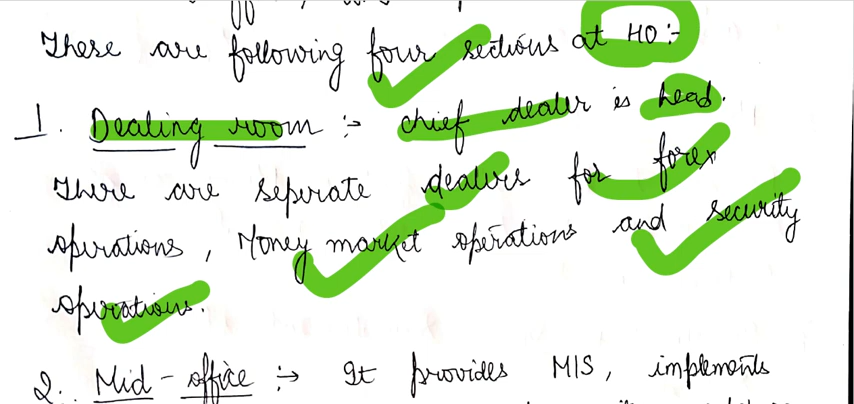 These are following four sections at HO :-
1. Dealing room :- chief dealer is head.
There are seperate dealers for forex
operations, Money market operations and security
operations.
2. Mid-office :→ It provides MIS, implements